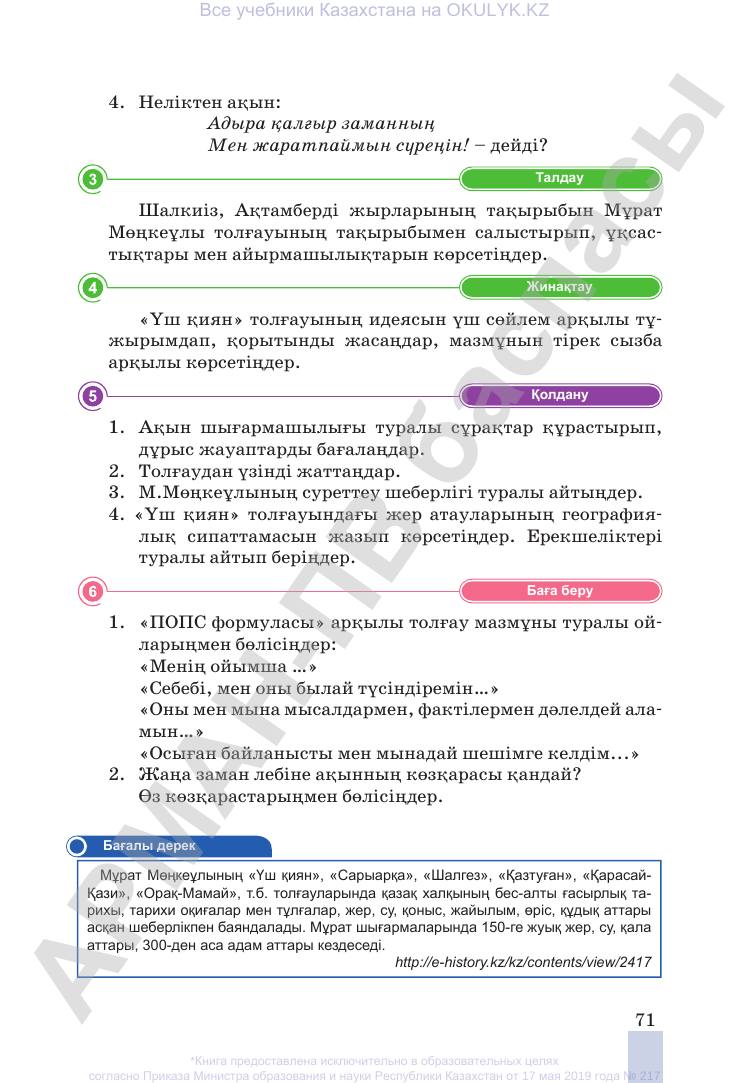 Все учебники Казахстана на OKULYK.KZ
4. Неліктен ақын:
Адыра қалғыр заманның
Мен жаратпаймын сүреңін! – дейді?
3 Талдау
Шалкиіз, Ақтамберді жырларының тақырыбын Мұрат
Мөңкеұлы толғауының тақырыбымен салыстырып, ұқсас-
тықтары мен айырмашылықтарын көрсетіңдер.
4 Жинақтау
«Үш қиян» толғауының идеясын үш сөйлем арқылы тұ-
жырымдап, қорытынды жасаңдар, мазмұнын тірек сызба
арқылы көрсетіңдер.
5 Қолдану
1. Ақын шығармашылығы туралы сұрақтар құрастырып,
дұрыс жауаптарды бағалаңдар.
2. Толғаудан үзінді жаттаңдар.
3. М.Мөңкеұлының суреттеу шеберлігі туралы айтыңдер.
4. «Үш қиян» толғауындағы жер атауларының география-
лық сипаттамасын жазып көрсетіңдер. Ерекшеліктері
туралы айтып беріңдер.
6 Баға беру
1. «ПОПС формуласы» арқылы толғау мазмұны туралы ой-
ларыңмен бөлісіңдер:
«Менің ойымша ...»
«Себебі, мен оны былай түсіндіремін...»
«Оны мен мына мысалдармен, фактілермен дәлелдей ала-
мын...»
«Осыған байланысты мен мынадай шешімге келдім...»
2. Жаңа заман лебіне ақынның көзқарасы қандай?
Өз көзқарастарыңмен бөлісіңдер.
Бағалы дерек
Мұрат Мөңкеұлының «Үш қиян», «Сарыарқа», «Шалгез», «Қазтуған», «Қарасай-
Қази», «Орақ-Мамай», т.б. толғауларында қазақ халқының бес-алты ғасырлық та-
рихы, тарихи оқиғалар мен тұлғалар, жер, су, қоныс, жайылым, өріс, құдық аттары
асқан шеберлікпен баяндалады. Мұрат шығармаларында 150-ге жуық жер, су, қала
аттары, 300-ден аса адам аттары кездеседі.
http://e-history.kz/kz/contents/view/2417
71
АРМАН-ПВ баспасы
*Книга предоставлена исключительно в образовательных целях
согласно Приказа Министра образования и науки Республики Казахстан от 17 мая 2019 года № 217